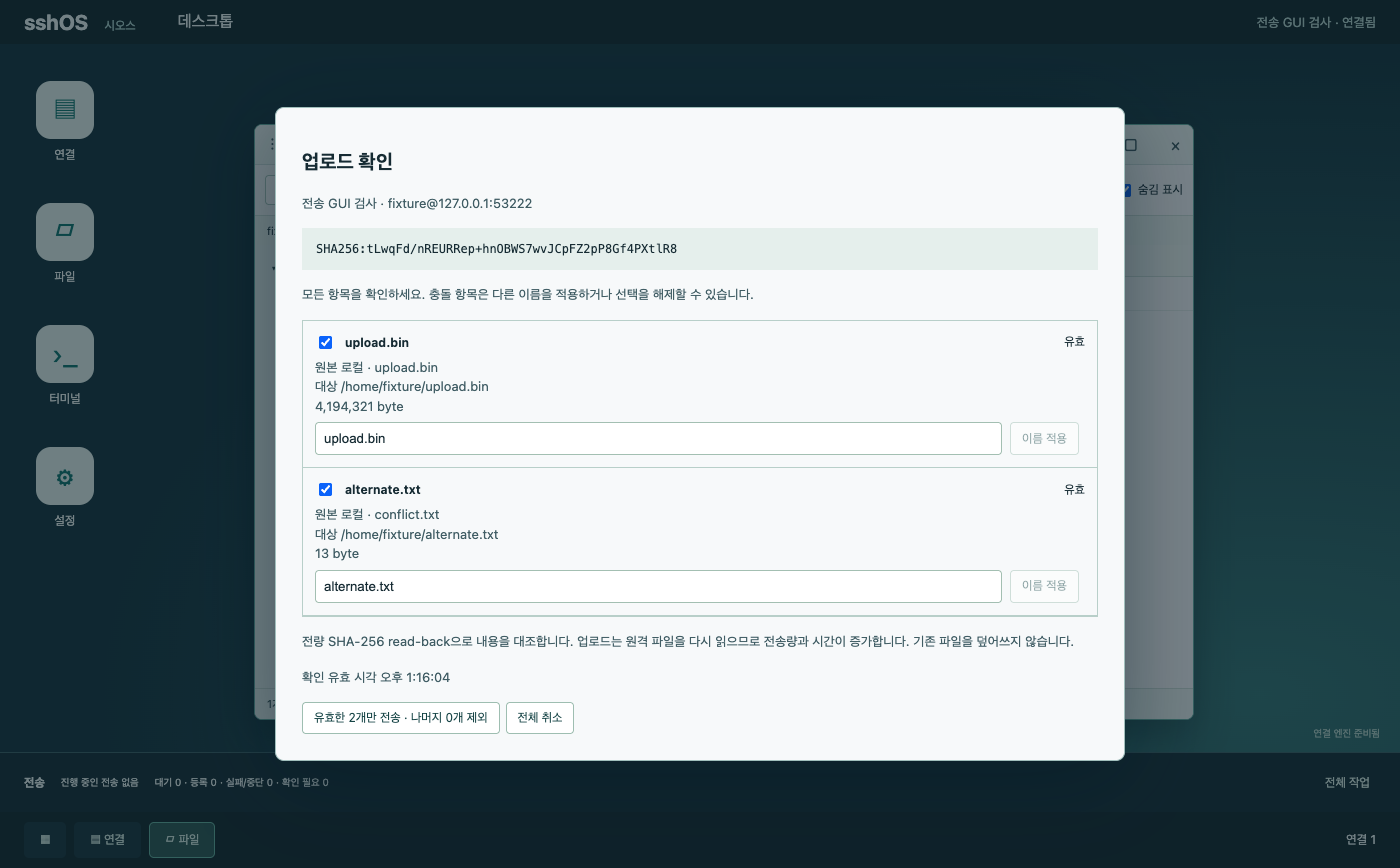 sshOS 시오스 데스크톱 전송 GUI 검사 · 연결됨
연결
파일
터미널
설정
숨김 표시
업로드 확인
전송 GUI 검사 · fixture@127.0.0.1:53222
SHA256:tLwqFd/nREURRep+hnOBWS7wvJCpFZ2pP8Gf4PXtlR8
모든 항목을 확인하세요. 충돌 항목은 다른 이름을 적용하거나 선택을 해제할 수 있습니다.
upload.bin 유효
원본 로컬 · upload.bin
대상 /home/fixture/upload.bin
4,194,321 byte
upload.bin 이름 적용
alternate.txt 유효
원본 로컬 · conflict.txt
대상 /home/fixture/alternate.txt
13 byte
alternate.txt 이름 적용
전량 SHA-256 read-back으로 내용을 대조합니다. 업로드는 원격 파일을 다시 읽으므로 전송량과 시간이 증가합니다. 기존 파일을 덮어쓰지 않습니다.
확인 유효 시각 오후 1:16:04
유효한 2개만 전송 · 나머지 0개 제외 전체 취소
연결 엔진 준비됨
전송 진행 중인 전송 없음 대기 0 · 등록 0 · 실패/중단 0 · 확인 필요 0 전체 작업
연결 파일 연결 1